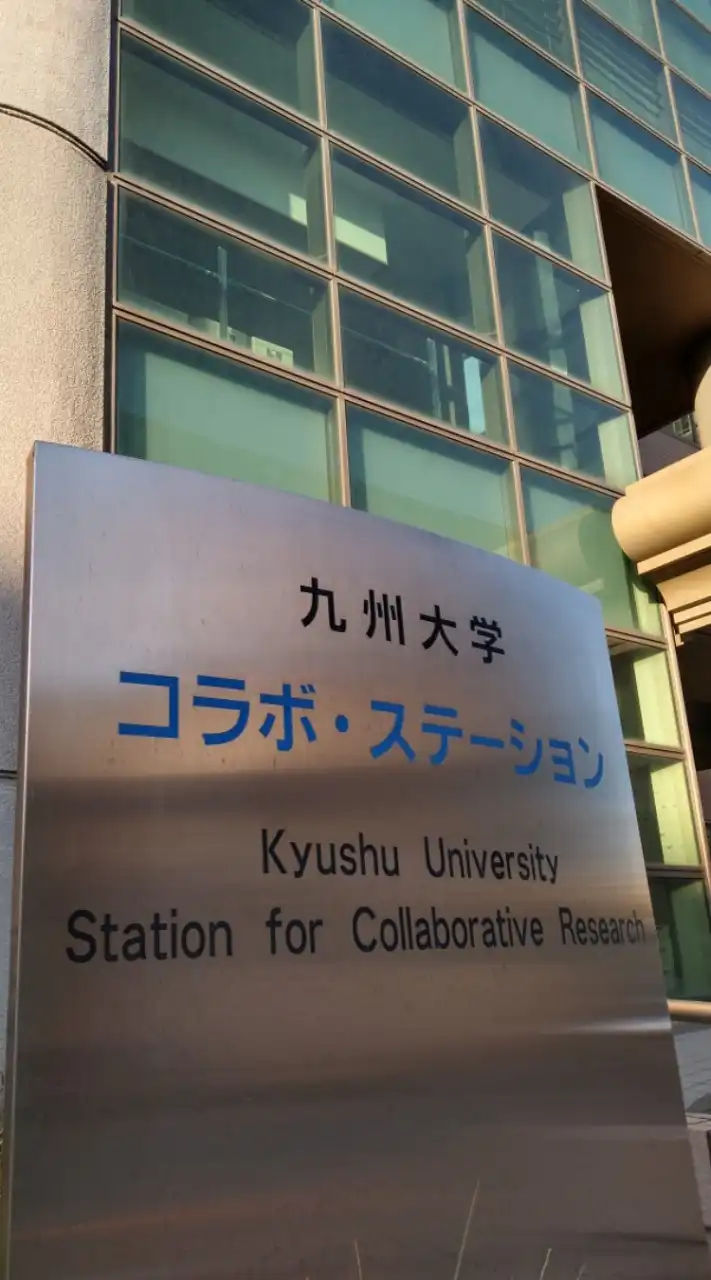 九州大学
コラボ・ステーション
Kyushu University
Station for Collaborative Research